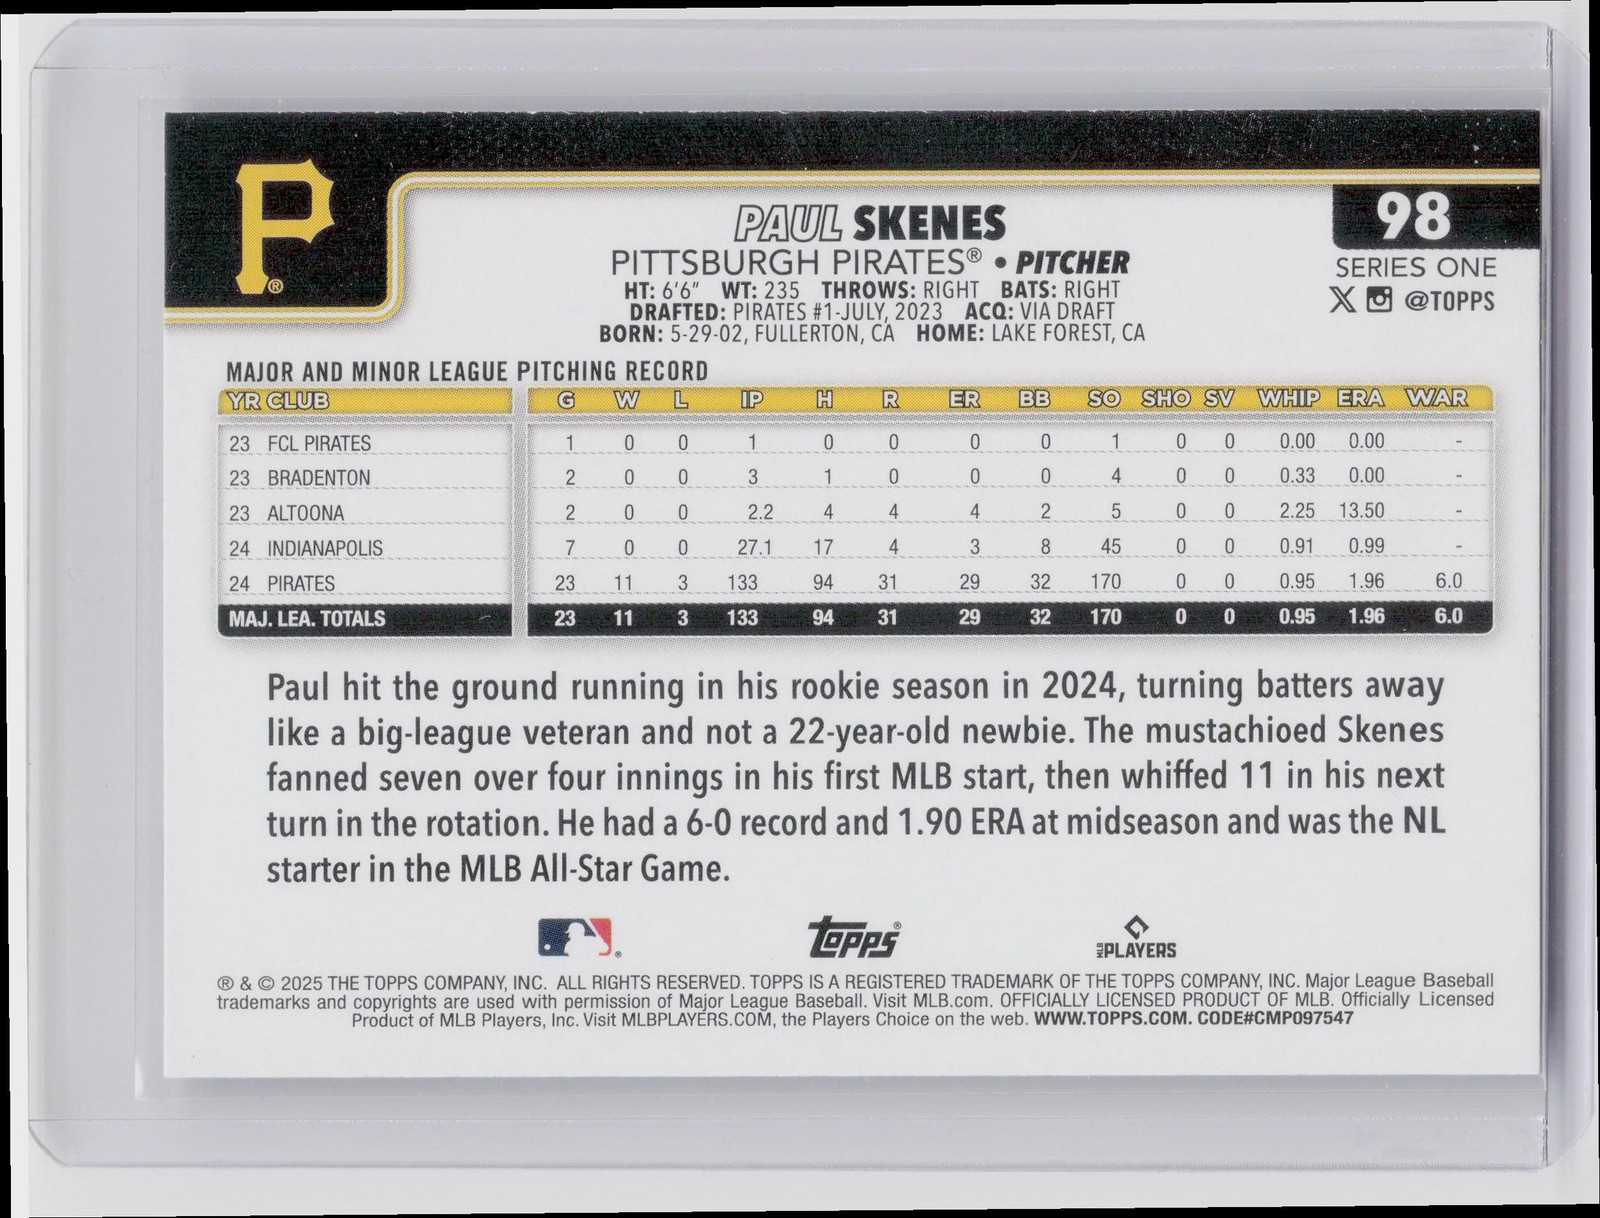 P®
PAUL SKENES
98
PITTSBURGH PIRATES® • PITCHER
SERIES ONE
HT: 6'6" WT: 235 THROWS: RIGHT BATS: RIGHT
X @TOPPS
DRAFTED: PIRATES #1-JULY, 2023 ACQ: VIA DRAFT
BORN: 5-29-02, FULLERTON, CA HOME: LAKE FOREST, CA
MAJOR AND MINOR LEAGUE PITCHING RECORD
YR CLUB G W L IP H R ER BB SO SHO SV WHIP ERA WAR
23 FCL PIRATES 1 0 0 1 0 0 0 0 1 0 0 0.00 0.00 -
23 BRADENTON 2 0 0 3 1 0 0 0 4 0 0 0.33 0.00 -
23 ALTOONA 2 0 0 2.2 4 4 4 2 5 0 0 2.25 13.50 -
24 INDIANAPOLIS 7 0 0 27.1 17 4 3 8 45 0 0 0.91 0.99 -
24 PIRATES 23 11 3 133 94 31 29 32 170 0 0 0.95 1.96 6.0
MAJ. LEA. TOTALS 23 11 3 133 94 31 29 32 170 0 0 0.95 1.96 6.0
Paul hit the ground running in his rookie season in 2024, turning batters away
like a big-league veteran and not a 22-year-old newbie. The mustachioed Skenes
fanned seven over four innings in his first MLB start, then whiffed 11 in his next
turn in the rotation. He had a 6-0 record and 1.90 ERA at midseason and was the NL
starter in the MLB All-Star Game.
® TOPPS® MLB PLAYERS
® & © 2025 THE TOPPS COMPANY, INC. ALL RIGHTS RESERVED. TOPPS IS A REGISTERED TRADEMARK OF THE TOPPS COMPANY, INC. Major League Baseball
trademarks and copyrights are used with permission of Major League Baseball. Visit MLB.com. OFFICIALLY LICENSED PRODUCT OF MLB. Officially Licensed
Product of MLB Players, Inc. Visit MLBPLAYERS.COM, the Players Choice on the web. WWW.TOPPS.COM. CODE#CMP097547